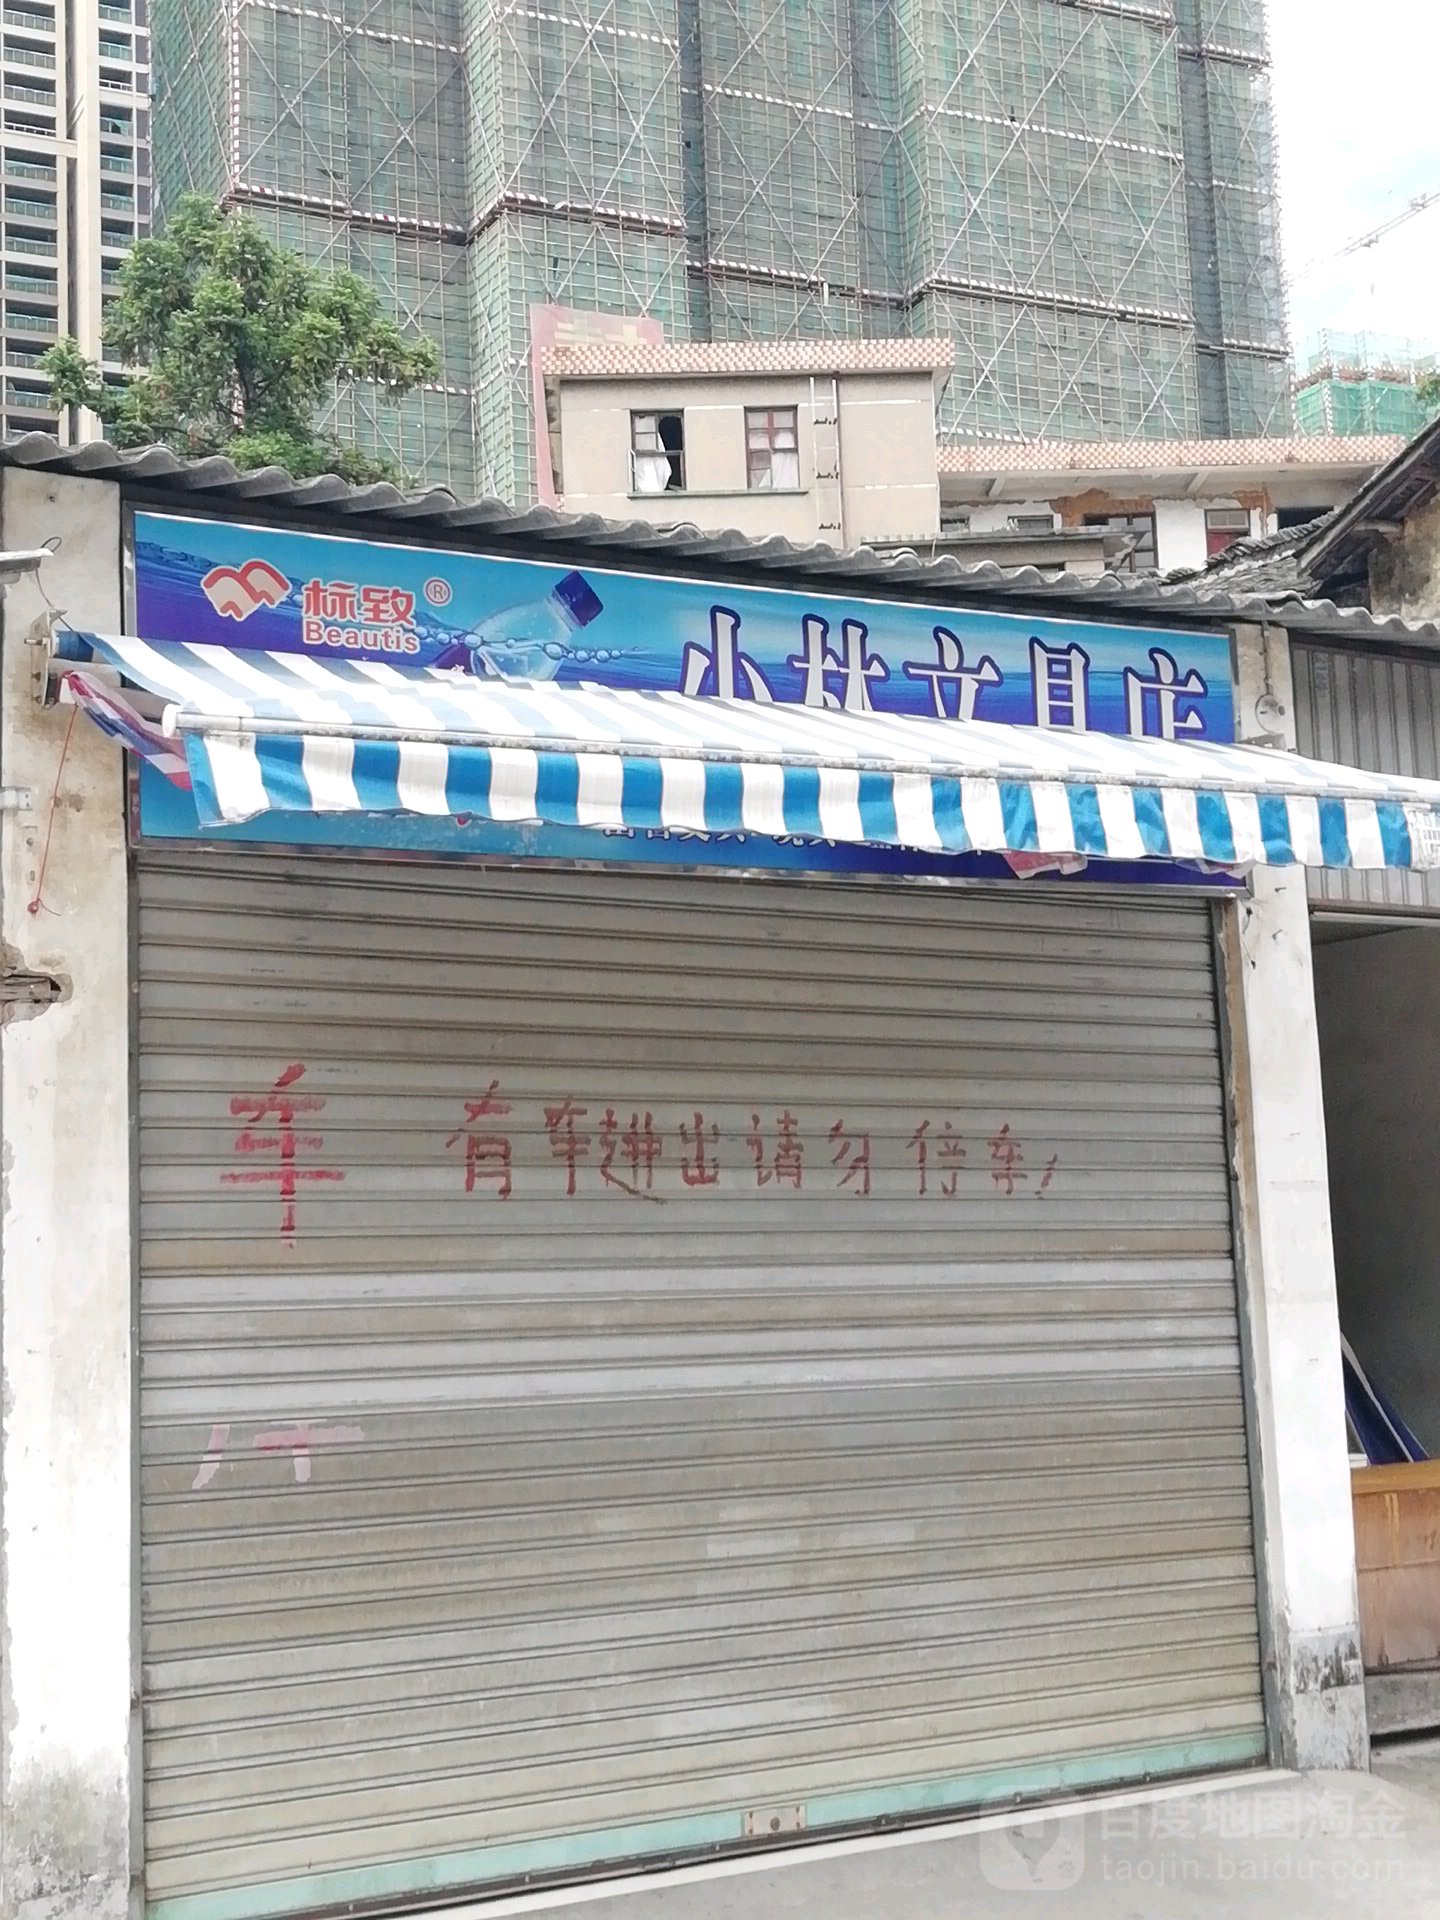 标致®
Beautis
小林文具店
车 有车进出请勿停车
百度地图淘金
taojin.baidu.com